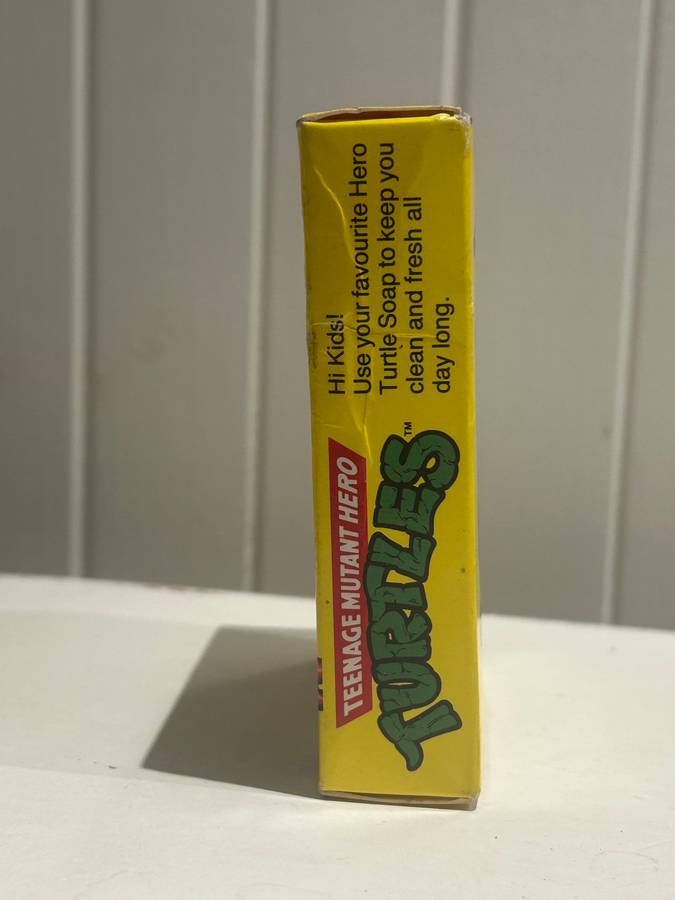 TEENAGE MUTANT HERO
TURTLES™
Hi Kids!
Use your favourite Hero
Turtle Soap to keep you
clean and fresh all
day long.